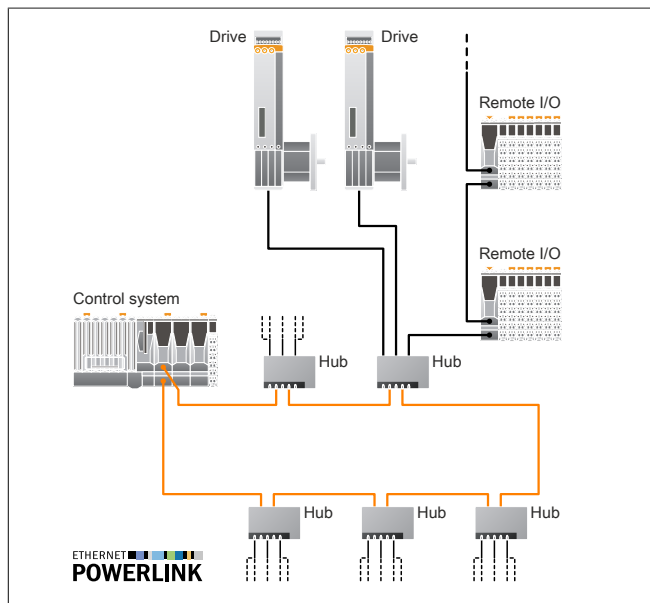 Drive
Drive
Remote I/O
Remote I/O
Control system
Hub
Hub
Hub
Hub
Hub
ETHERNET
POWERLINK